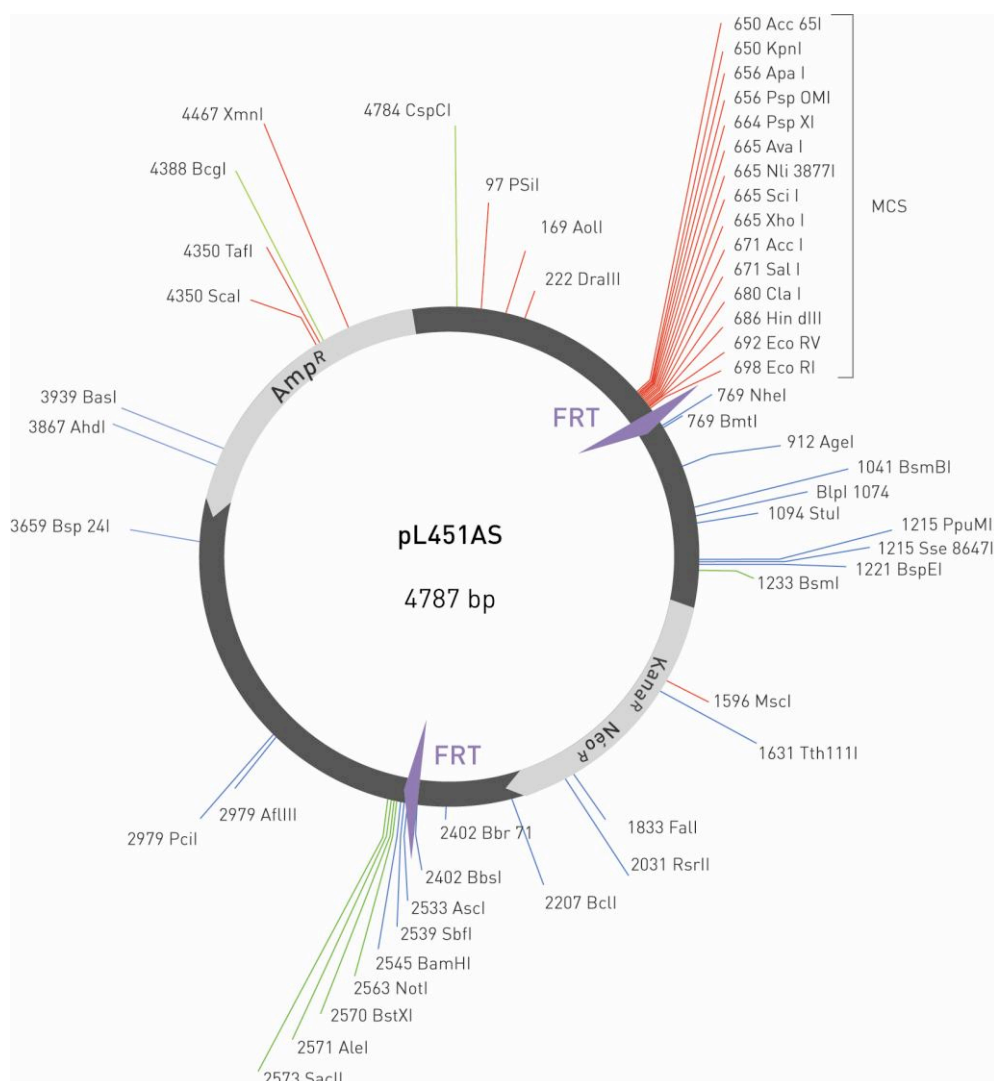 650 Acc 65I
650 KpnI
656 Apa I
656 Psp OMI
664 Psp XI
665 Ava I
665 Nli 3877I
665 Sci I
665 Xho I
671 Acc I
671 Sal I
680 Cla I
686 Hin dIII
692 Eco RV
698 Eco RI
MCS
4784 CspCI
4467 XmnI
4388 BcgI
97 PSiI
169 AolI
222 DraIII
4350 TafI
4350 ScaI
AmpR
3939 BasI
3867 AhdI
FRT
769 NheI
769 BmtI
912 AgeI
1041 BsmBI
BlpI 1074
1094 StuI
1215 PpuMI
1215 Sse 8647I
1221 BspEI
1233 BsmI
3659 Bsp 24I
pL451AS
4787 bp
KanaR NéoR
1596 MscI
1631 Tth111I
FRT
2979 AflIII
2979 PciI
2402 Bbr 71
1833 FalI
2031 RsrII
2402 BbsI
2207 BclI
2533 AscI
2539 SbfI
2545 BamHI
2563 NotI
2570 BstXI
2571 AleI
2573 SacII